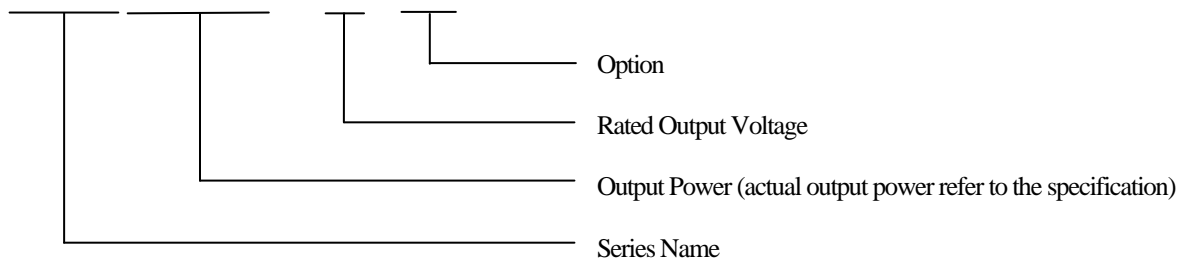 Option
Rated Output Voltage
Output Power (actual output power refer to the specification)
Series Name